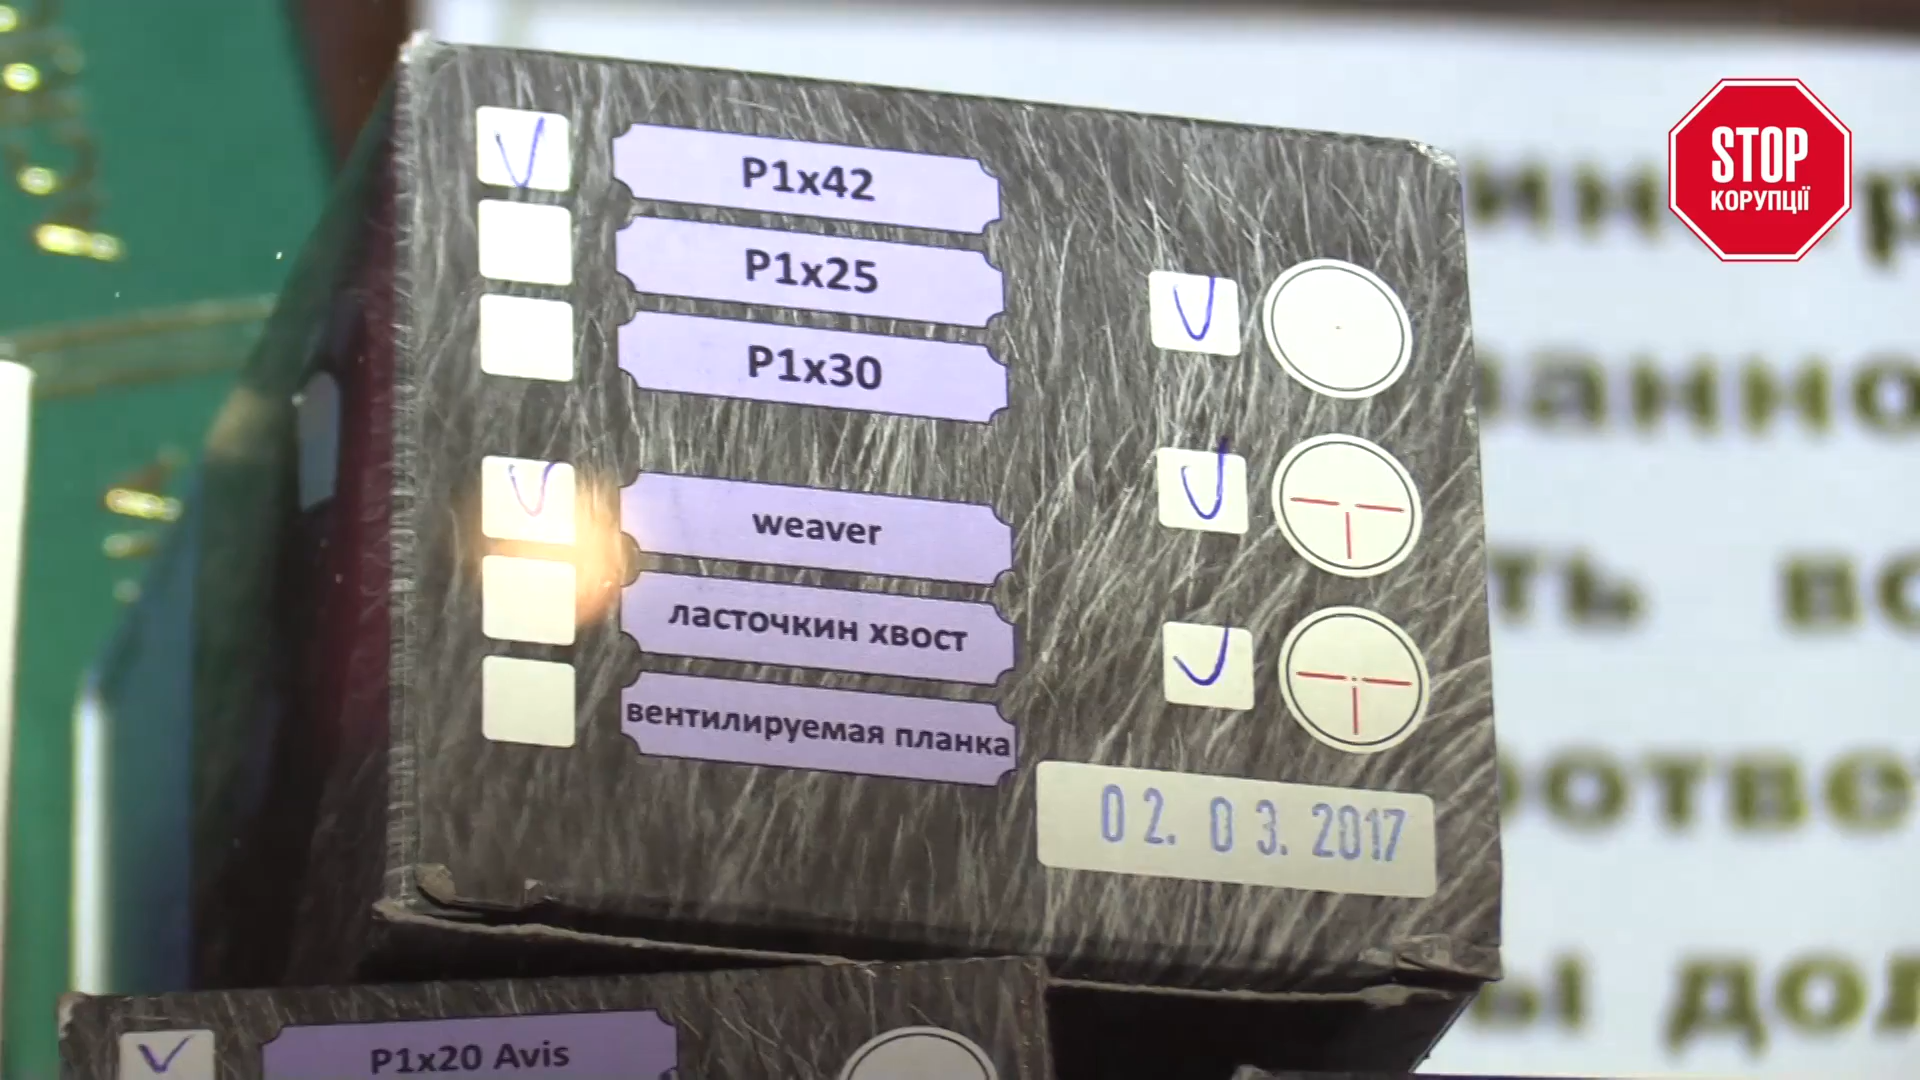 STOP
КОРУПЦІЇ
P1x42
P1x25
P1x30
weaver
ласточкин хвост
вентилируемая планка
02. 03. 2017
P1x20 Avis